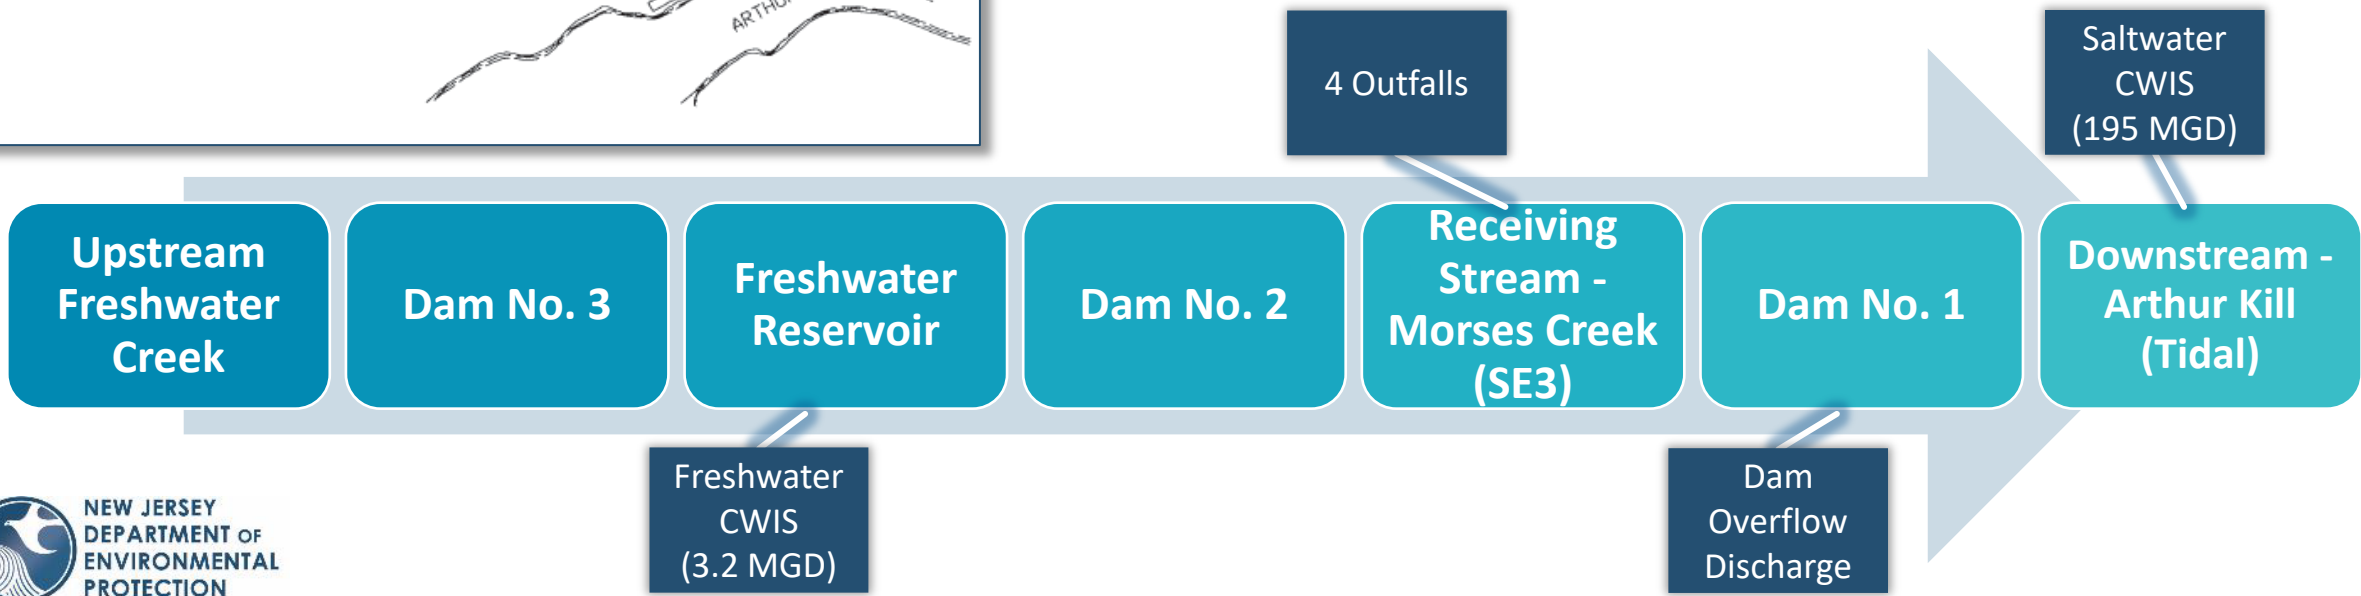 4 Outfalls
Saltwater
CWIS
(195 MGD)
Upstream
Freshwater
Creek
Dam No. 3
Freshwater
Reservoir
Dam No. 2
Receiving
Stream -
Morses Creek
(SE3)
Dam No. 1
Downstream -
Arthur Kill
(Tidal)
Freshwater
CWIS
(3.2 MGD)
Dam
Overflow
Discharge
NEW JERSEY
DEPARTMENT OF
ENVIRONMENTAL
PROTECTION